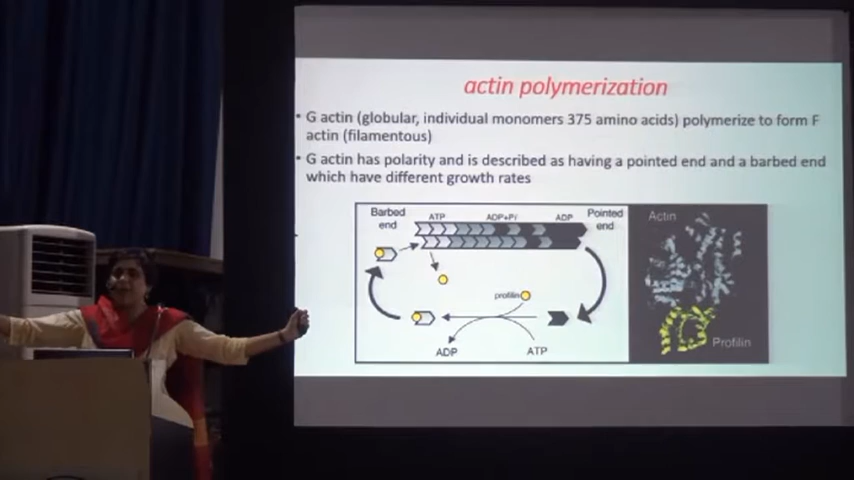 actin polymerization
• G actin (globular, individual monomers 375 amino acids) polymerize to form F
actin (filamentous)
• G actin has polarity and is described as having a pointed end and a barbed end
which have different growth rates
Barbed end
ATP
ADP+Pi
ADP
Pointed end
profilin
ADP
ATP
Actin
Profilin